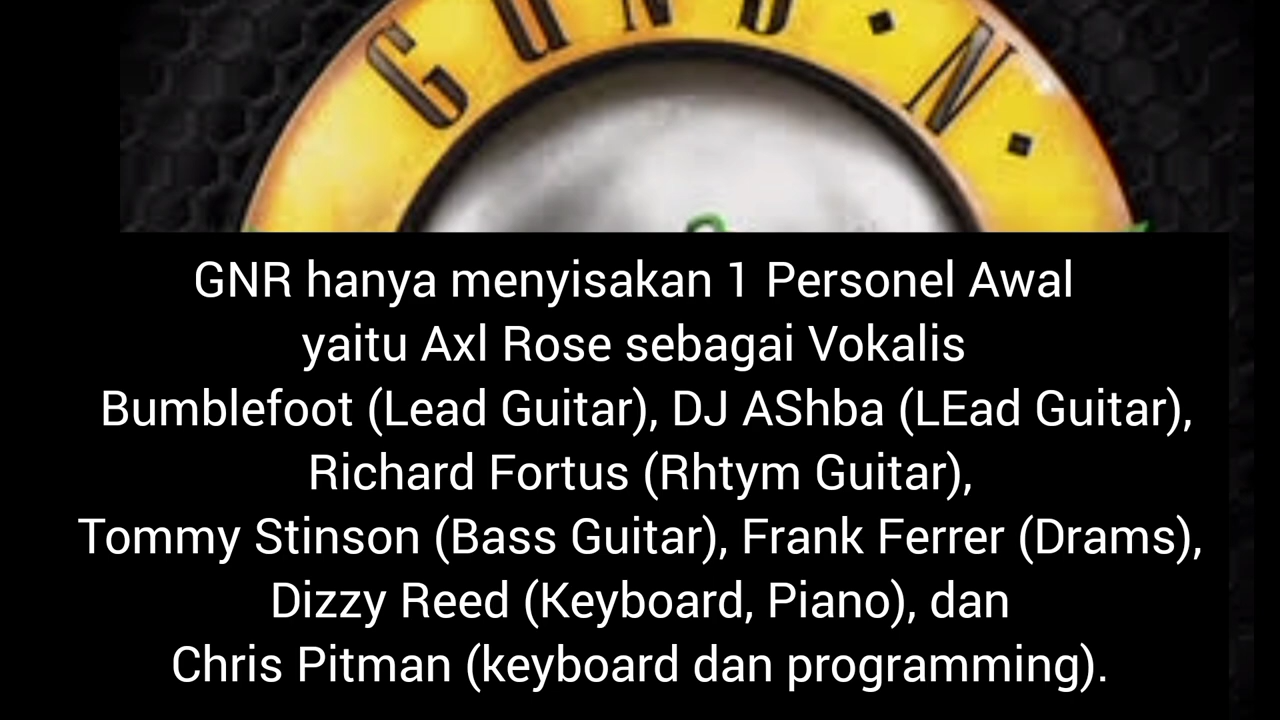 GUNS N
GNR hanya menyisakan 1 Personel Awal
yaitu Axl Rose sebagai Vokalis
Bumblefoot (Lead Guitar), DJ AShba (LEad Guitar),
Richard Fortus (Rhtym Guitar),
Tommy Stinson (Bass Guitar), Frank Ferrer (Drams),
Dizzy Reed (Keyboard, Piano), dan
Chris Pitman (keyboard dan programming).